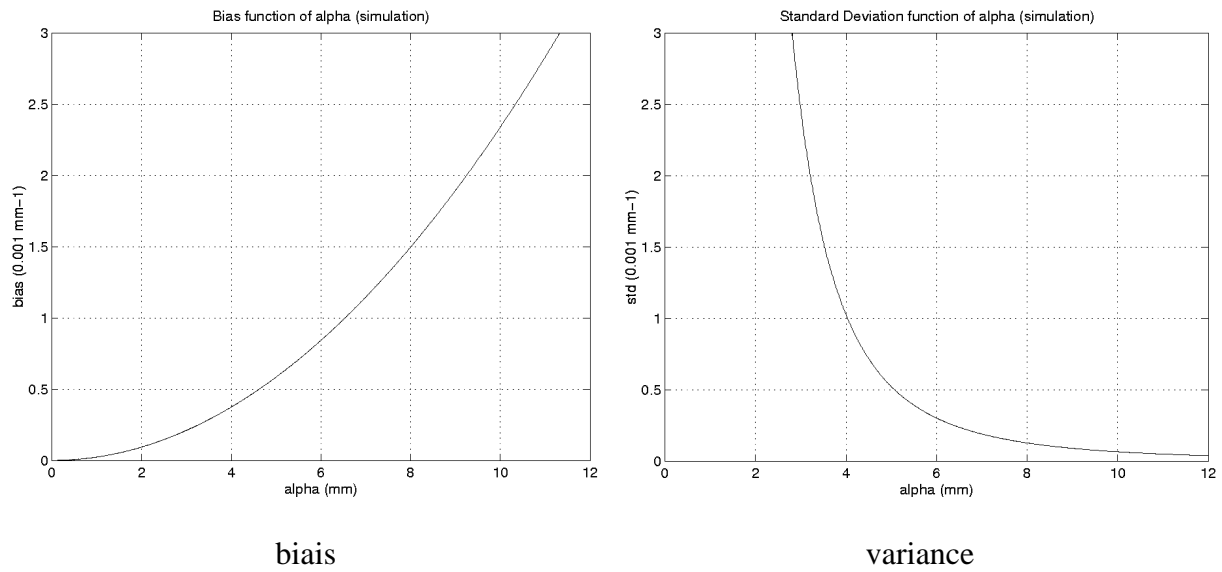 Bias function of alpha (simulation)
3
2.5
2
1.5
1
0.5
0
bias (0.001 mm−1)
0 2 4 6 8 10 12
alpha (mm)
Standard Deviation function of alpha (simulation)
3
2.5
2
1.5
1
0.5
0
std (0.001 mm−1)
0 2 4 6 8 10 12
alpha (mm)
biais
variance